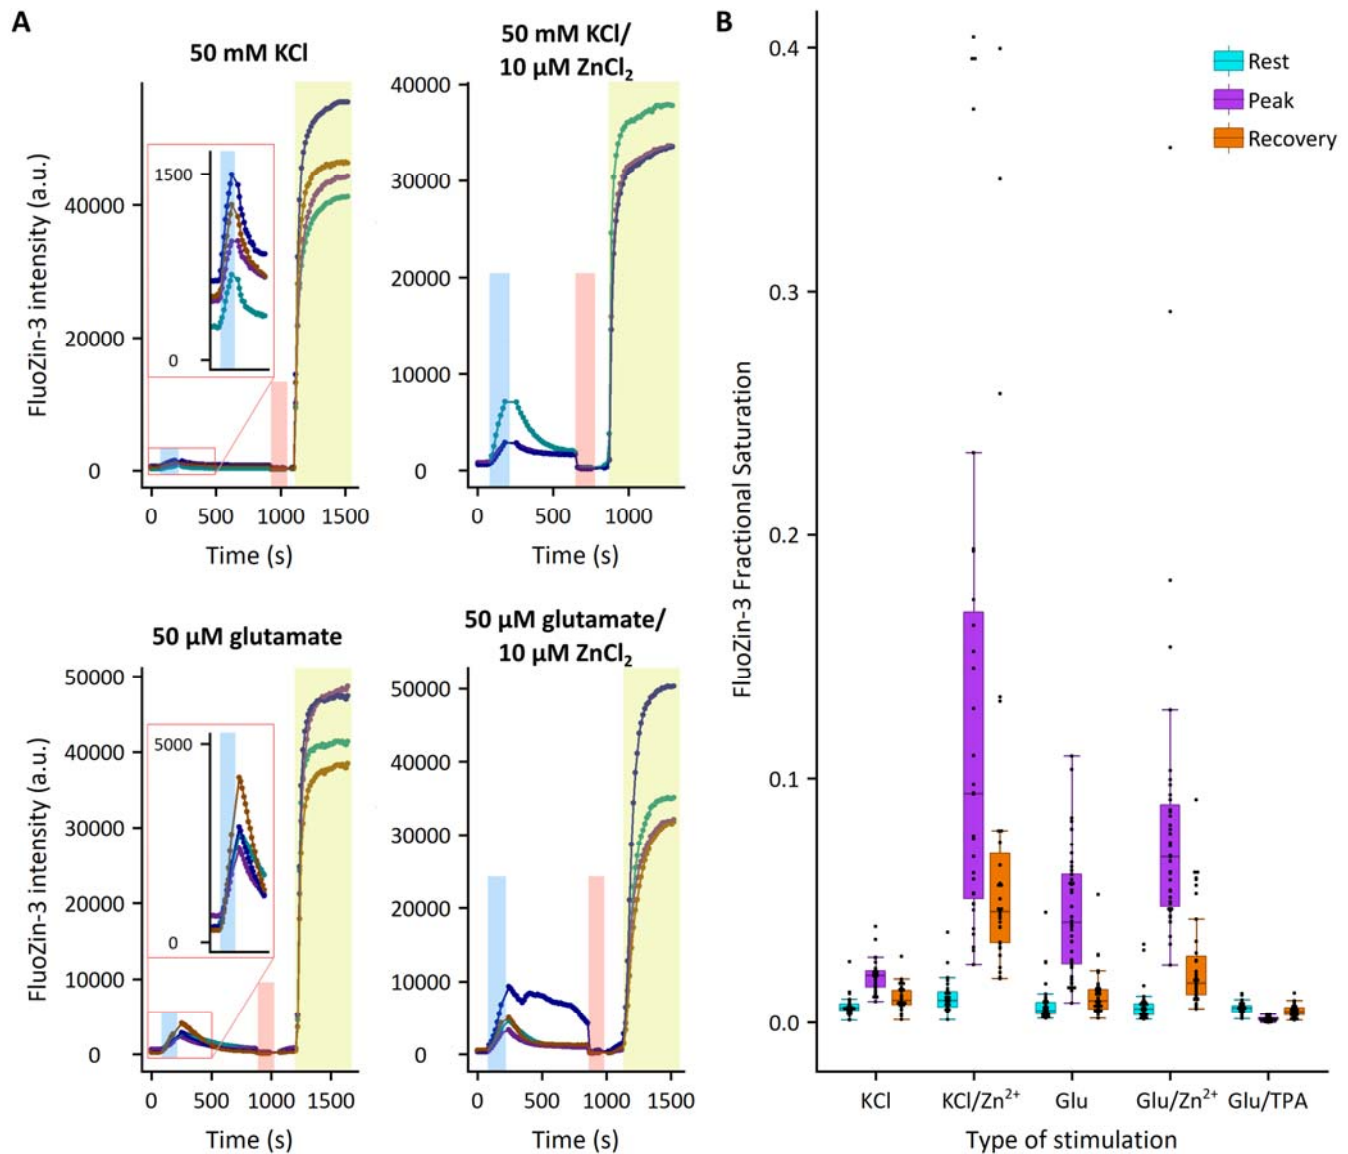 A
50 mM KCl
FluoZin-3 intensity (a.u.)
40000
20000
0
1500
0
0 500 1000 1500
Time (s)
50 mM KCl/
10 µM ZnCl₂
40000
30000
20000
10000
0
0 500 1000
Time (s)
50 µM glutamate
FluoZin-3 intensity (a.u.)
50000
40000
30000
20000
10000
0
5000
0
0 500 1000 1500
Time (s)
50 µM glutamate/
10 µM ZnCl₂
50000
40000
30000
20000
10000
0
0 500 1000 1500
Time (s)
B
FluoZin-3 Fractional Saturation
0.4
0.3
0.2
0.1
0.0
Rest
Peak
Recovery
KCl KCl/Zn²⁺ Glu Glu/Zn²⁺ Glu/TPA
Type of stimulation